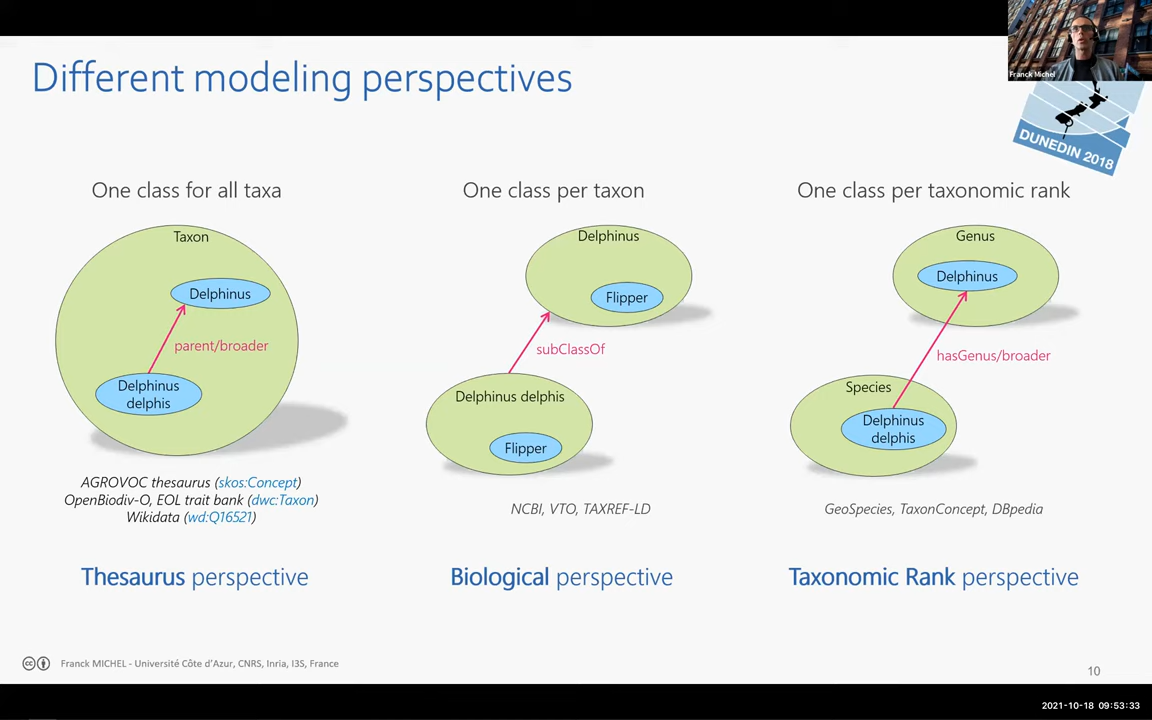 Different modeling perspectives
Franck Michel
DUNEDIN 2018
One class for all taxa
Taxon
Delphinus
parent/broader
Delphinus
delphis
AGROVOC thesaurus (skos:Concept)
OpenBiodiv-O, EOL trait bank (dwc:Taxon)
Wikidata (wd:Q16521)
Thesaurus perspective
One class per taxon
Delphinus
Flipper
subClassOf
Delphinus delphis
Flipper
NCBI, VTO, TAXREF-LD
Biological perspective
One class per taxonomic rank
Genus
Delphinus
hasGenus/broader
Species
Delphinus
delphis
GeoSpecies, TaxonConcept, DBpedia
Taxonomic Rank perspective
cc
Franck MICHEL - Université Côte d'Azur, CNRS, Inria, I3S, France
10
2021-10-18 09:53:33